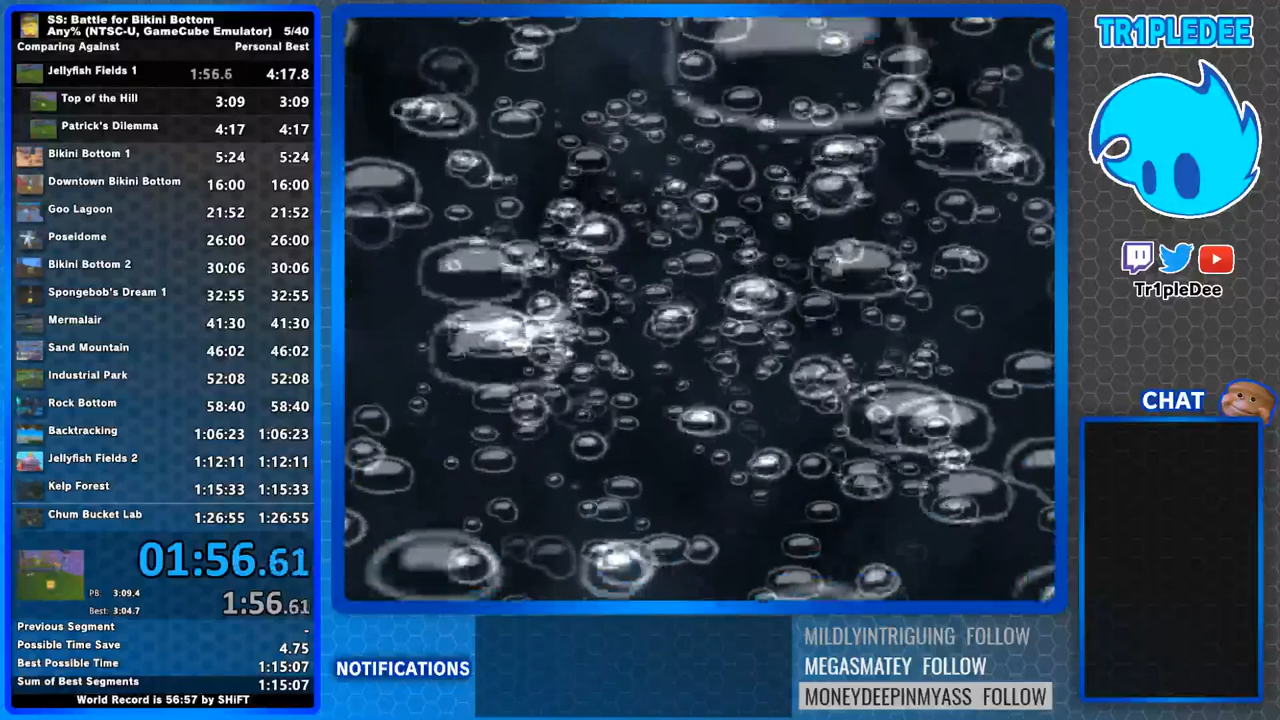 SS: Battle for Bikini Bottom
Any% (NTSC-U, GameCube Emulator) 5/40
Comparing Against Personal Best
Jellyfish Fields 1 1:56.6 4:17.8
Top of the Hill 3:09 3:09
Patrick's Dilemma 4:17 4:17
Bikini Bottom 1 5:24 5:24
Downtown Bikini Bottom 16:00 16:00
Goo Lagoon 21:52 21:52
Poseidome 26:00 26:00
Bikini Bottom 2 30:06 30:06
Spongebob's Dream 1 32:55 32:55
Mermalair 41:30 41:30
Sand Mountain 46:02 46:02
Industrial Park 52:08 52:08
Rock Bottom 58:40 58:40
Backtracking 1:06:23 1:06:23
Jellyfish Fields 2 1:12:11 1:12:11
Kelp Forest 1:15:33 1:15:33
Chum Bucket Lab 1:26:55 1:26:55
01:56.61
PB: 3:09.4
Best: 3:04.7
1:56.61
Previous Segment -
Possible Time Save 4.75
Best Possible Time 1:15:07
Sum of Best Segments 1:15:07
World Record is 56:57 by SHiFT
NOTIFICATIONS
MILDLYINTRIGUING FOLLOW
MEGASMATEY FOLLOW
MONEYDEEPINMYASS FOLLOW
TR1PLEDEE
Tr1pleDee
CHAT